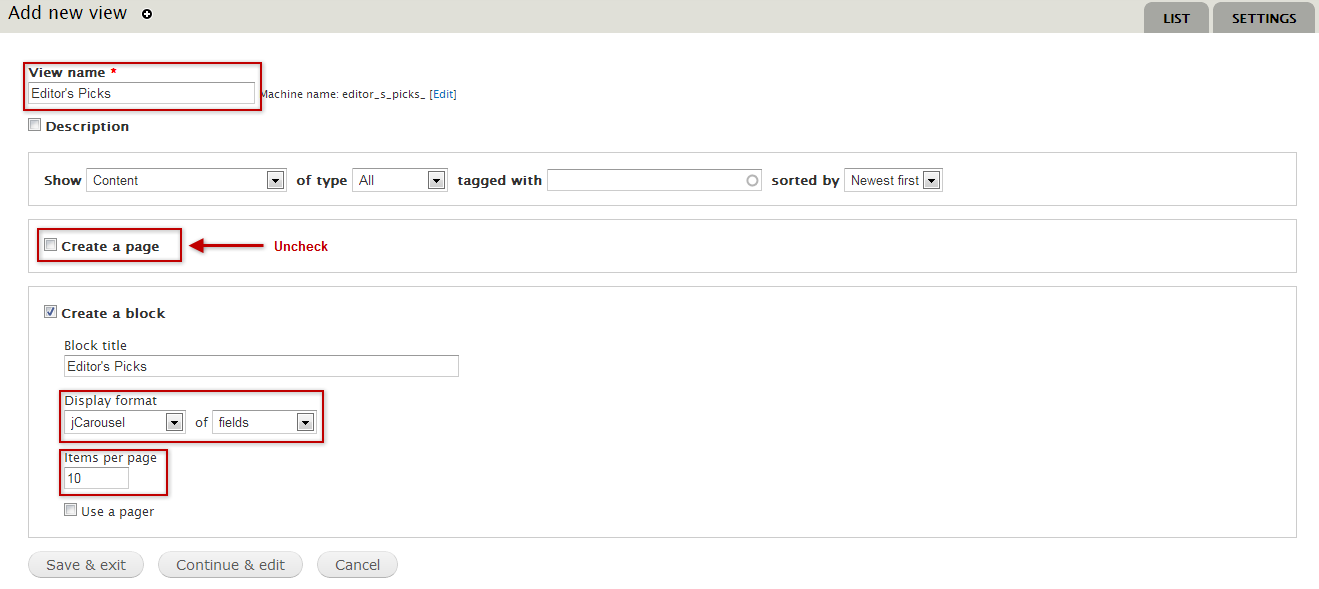 Add new view
LIST SETTINGS
View name *
Editor's Picks
Machine name: editor_s_picks_ [Edit]
Description
Show Content of type All tagged with sorted by Newest first
Create a page Uncheck
Create a block
Block title
Editor's Picks
Display format
jCarousel of fields
Items per page
10
Use a pager
Save & exit Continue & edit Cancel